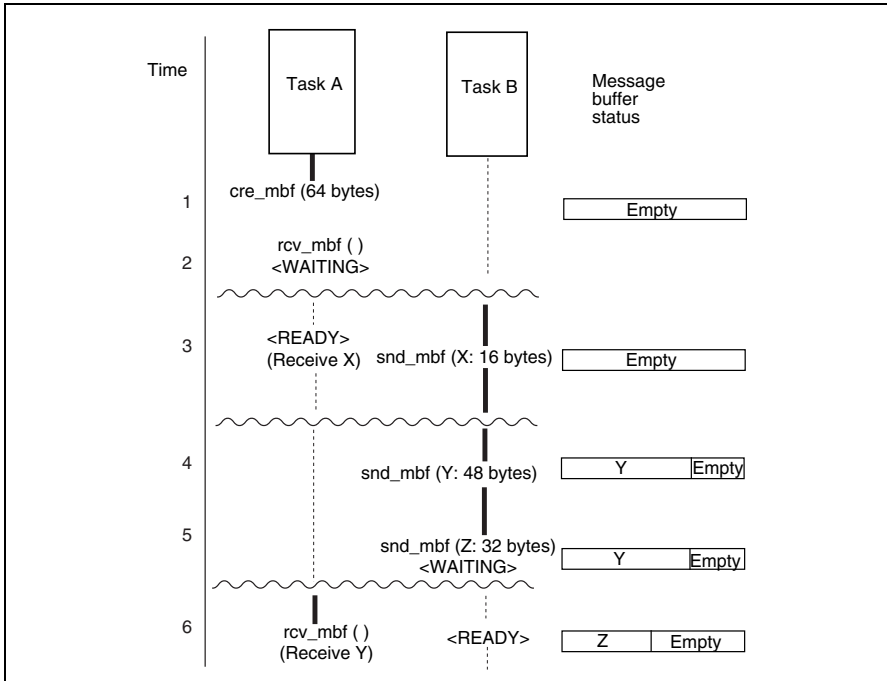 Time
Task A
Task B
Message
buffer
status
cre_mbf (64 bytes)
1
Empty
rcv_mbf ( )
2
<WAITING>
<READY>
3
(Receive X)
snd_mbf (X: 16 bytes)
Empty
4
snd_mbf (Y: 48 bytes)
Y
Empty
5
snd_mbf (Z: 32 bytes)
<WAITING>
Y
Empty
6
rcv_mbf ( )
(Receive Y)
<READY>
Z
Empty